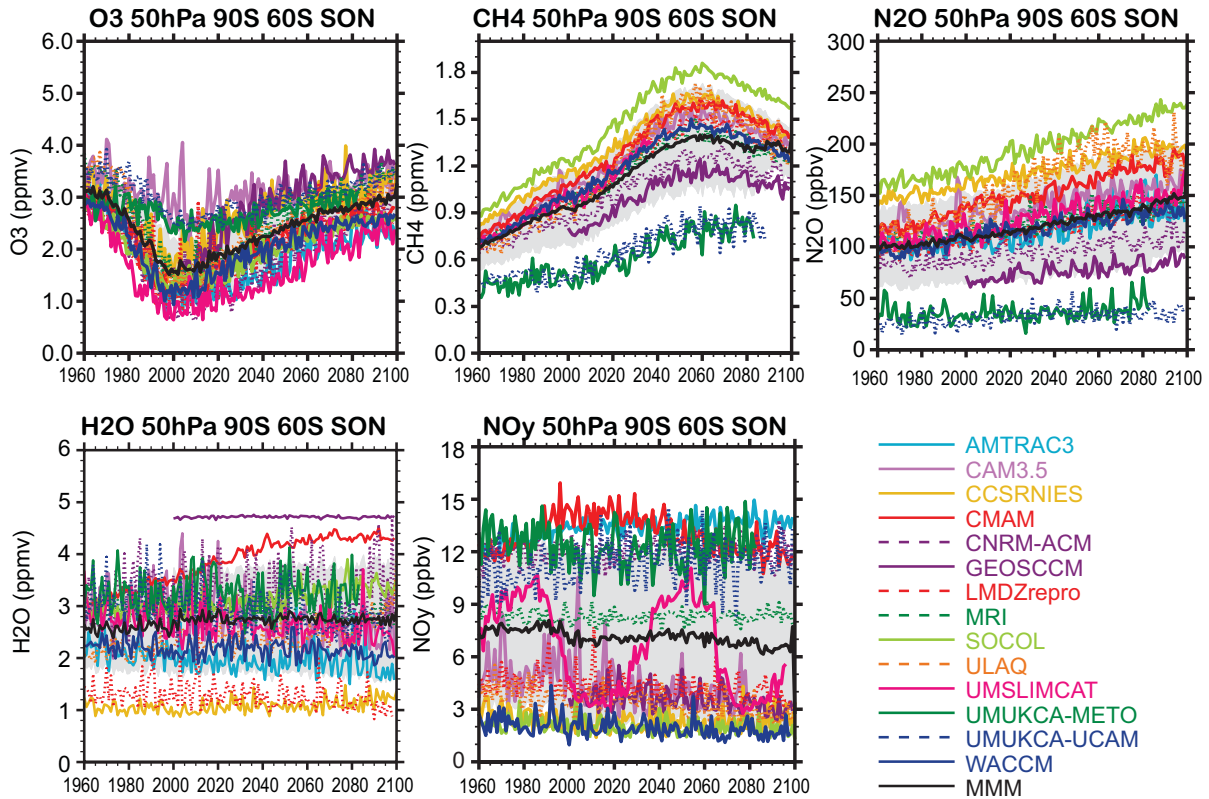 O3 50hPa 90S 60S SON
CH4 50hPa 90S 60S SON
N2O 50hPa 90S 60S SON
O3 (ppmv)
6.0
5.0
4.0
3.0
2.0
1.0
0.0
1960 1980 2000 2020 2040 2060 2080 2100
CH4 (ppmv)
1.8
1.5
1.2
0.9
0.6
0.3
0.0
1960 1980 2000 2020 2040 2060 2080 2100
N2O (ppbv)
300
250
200
150
100
50
0
1960 1980 2000 2020 2040 2060 2080 2100
H2O 50hPa 90S 60S SON
NOy 50hPa 90S 60S SON
H2O (ppmv)
6
5
4
3
2
1
0
1960 1980 2000 2020 2040 2060 2080 2100
NOy (ppbv)
18
15
12
9
6
3
0
1960 1980 2000 2020 2040 2060 2080 2100
AMTRAC3
CAM3.5
CCSRNIES
CMAM
CNRM-ACM
GEOSCCM
LMDZrepro
MRI
SOCOL
ULAQ
UMSLIMCAT
UMUKCA-METO
UMUKCA-UCAM
WACCM
MMM